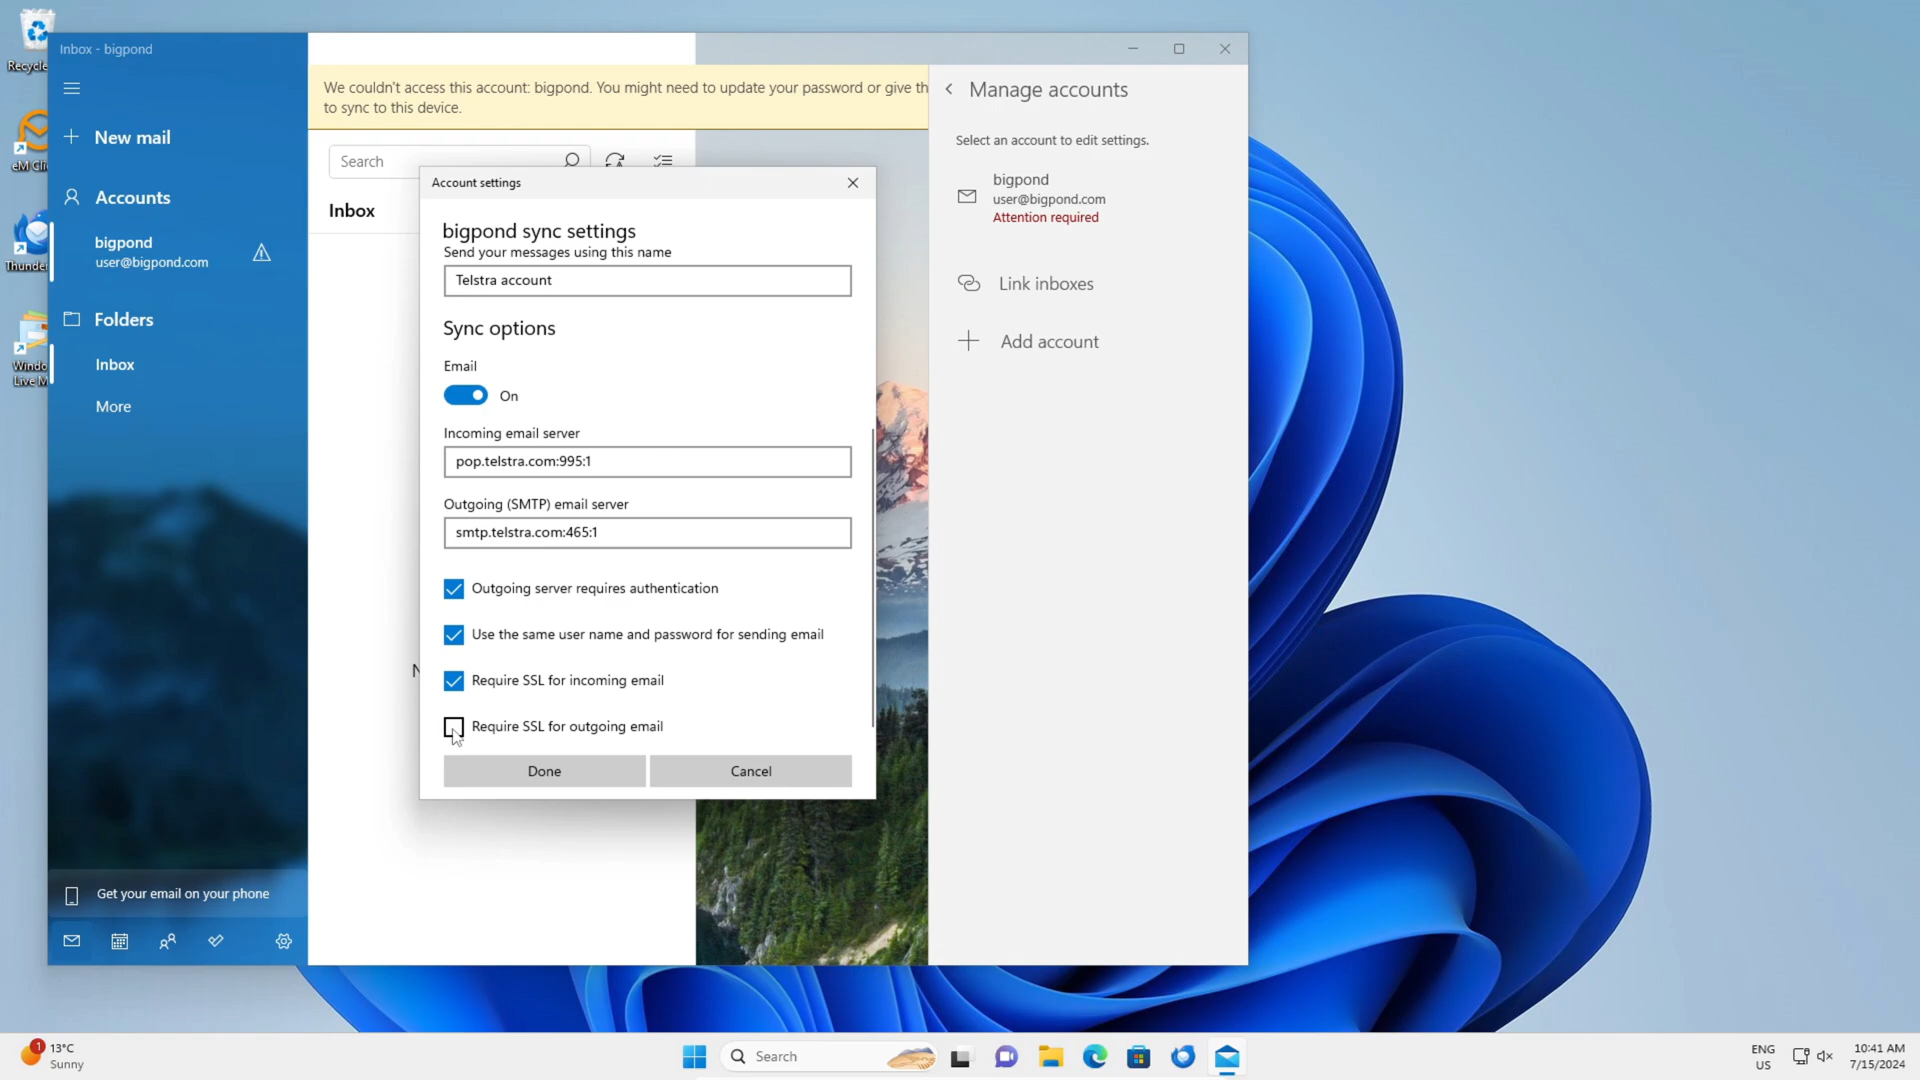 Recycle
eM Cli
Thunder
Windo
Live M
Inbox - bigpond
New mail
Accounts
bigpond
user@bigpond.com
Folders
Inbox
More
Get your email on your phone
We couldn't access this account: bigpond. You might need to update your password or give th
to sync to this device.
Search
Inbox
N
Account settings
bigpond sync settings
Send your messages using this name
Telstra account
Sync options
Email
On
Incoming email server
pop.telstra.com:995:1
Outgoing (SMTP) email server
smtp.telstra.com:465:1
Outgoing server requires authentication
Use the same user name and password for sending email
Require SSL for incoming email
Require SSL for outgoing email
Done
Cancel
Manage accounts
Select an account to edit settings.
bigpond
user@bigpond.com
Attention required
Link inboxes
Add account
1
13°C
Sunny
Search
ENG
US
10:41 AM
7/15/2024